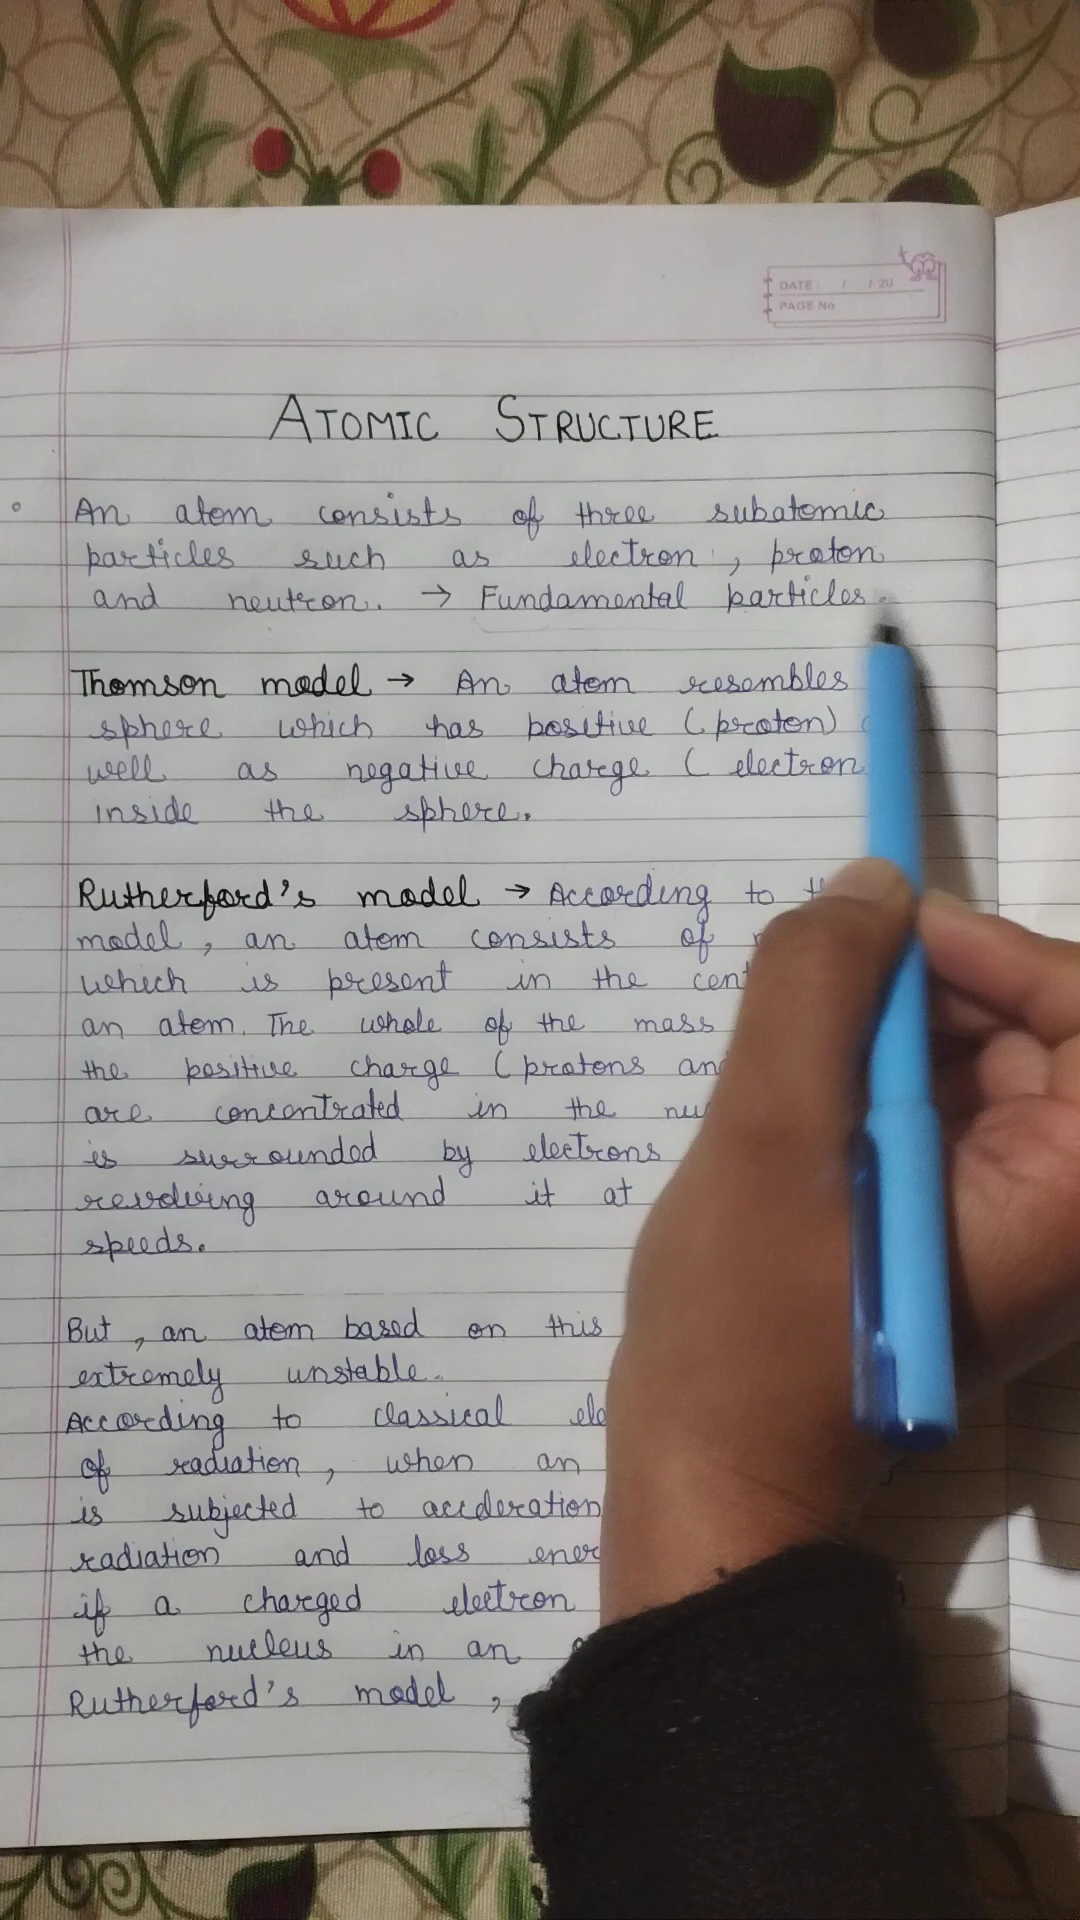 DATE: / / 20
PAGE No
ATOMIC STRUCTURE
An atom consists of three subatomic
particles such as electron, proton
and neutron. → Fundamental particles.
Thomson model → An atom resembles
sphere which has positive (proton)
well as negative charge (electron
inside the sphere.
Rutherford's model → According to
model, an atom consists of
which is present in the
an atom. The whole of the mass
the positive charge (protons
are concentrated in the
is surrounded by electrons
revolving around it at
speeds.
But, an atom based on this
extremely unstable.
According to classical
of radiation, when an
is subjected to acceleration
radiation and loss
if a charged electron
the nucleus in an
Rutherford's model,